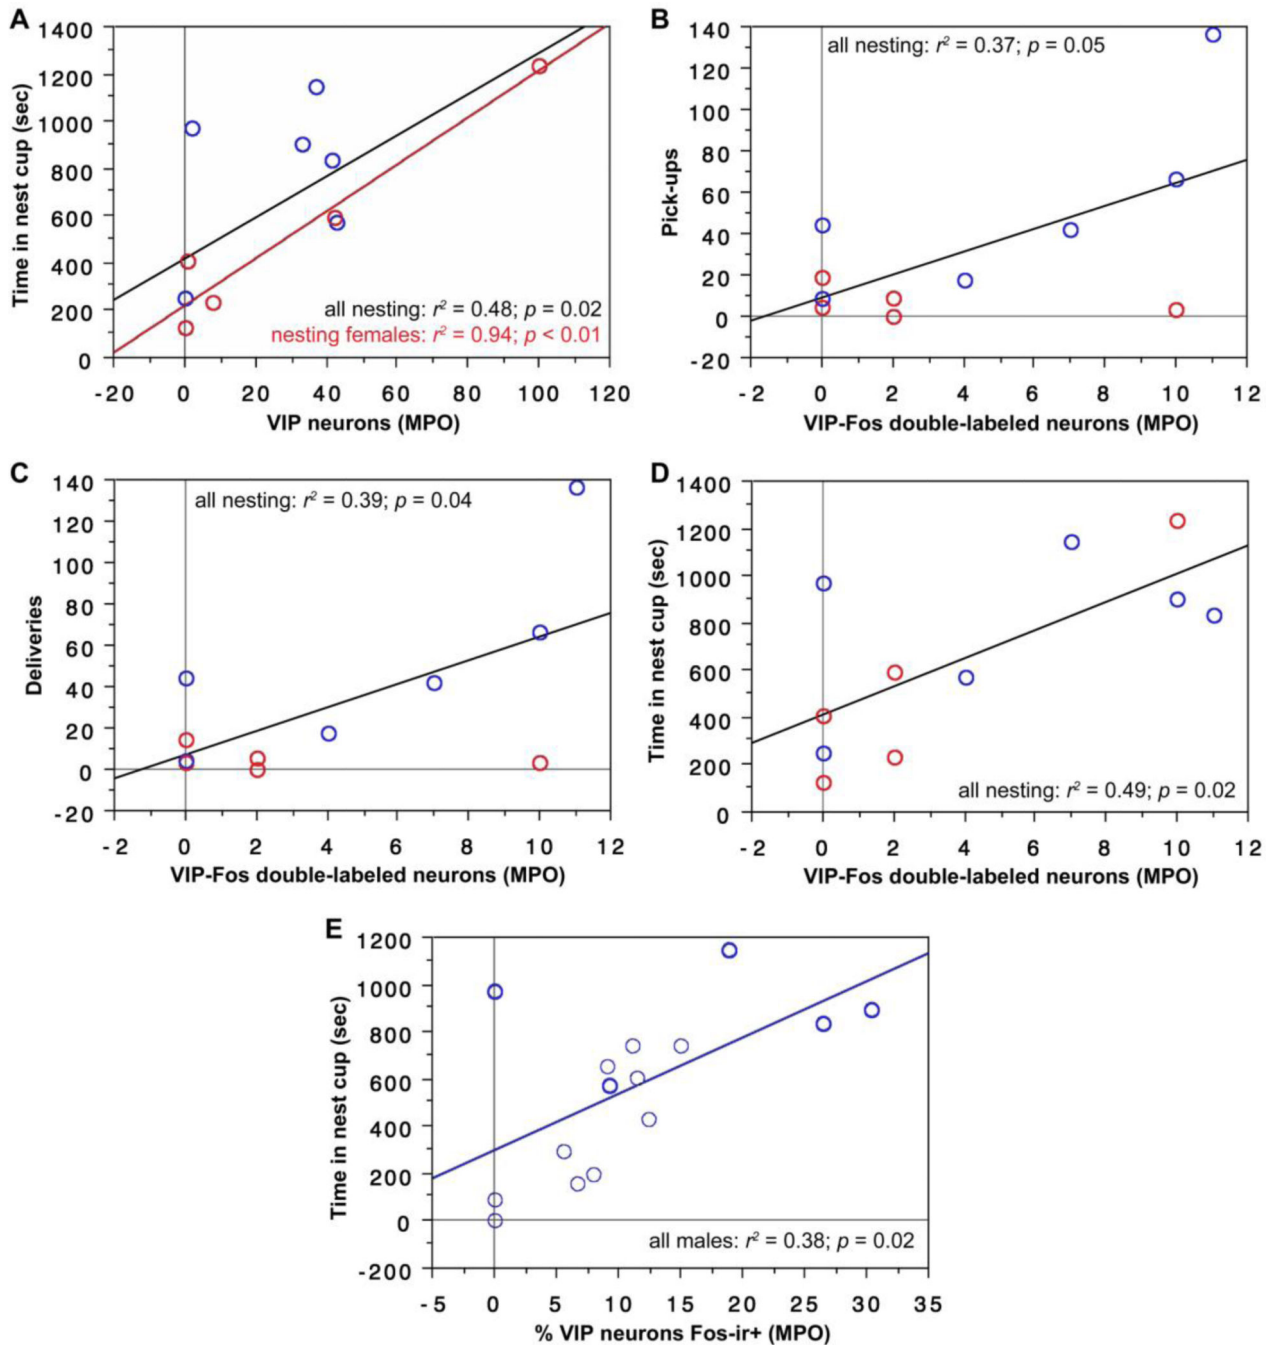 A
1400
1200
1000
800
600
400
200
0
Time in nest cup (sec)
all nesting: r² = 0.48; p = 0.02
nesting females: r² = 0.94; p < 0.01
-20 0 20 40 60 80 100 120
VIP neurons (MPO)
B
140
120
100
80
60
40
20
0
-20
Pick-ups
all nesting: r² = 0.37; p = 0.05
-2 0 2 4 6 8 10 12
VIP-Fos double-labeled neurons (MPO)
C
140
120
100
80
60
40
20
0
-20
Deliveries
all nesting: r² = 0.39; p = 0.04
-2 0 2 4 6 8 10 12
VIP-Fos double-labeled neurons (MPO)
D
1400
1200
1000
800
600
400
200
0
Time in nest cup (sec)
all nesting: r² = 0.49; p = 0.02
-2 0 2 4 6 8 10 12
VIP-Fos double-labeled neurons (MPO)
E
1200
1000
800
600
400
200
0
-200
Time in nest cup (sec)
all males: r² = 0.38; p = 0.02
-5 0 5 10 15 20 25 30 35
% VIP neurons Fos-ir+ (MPO)